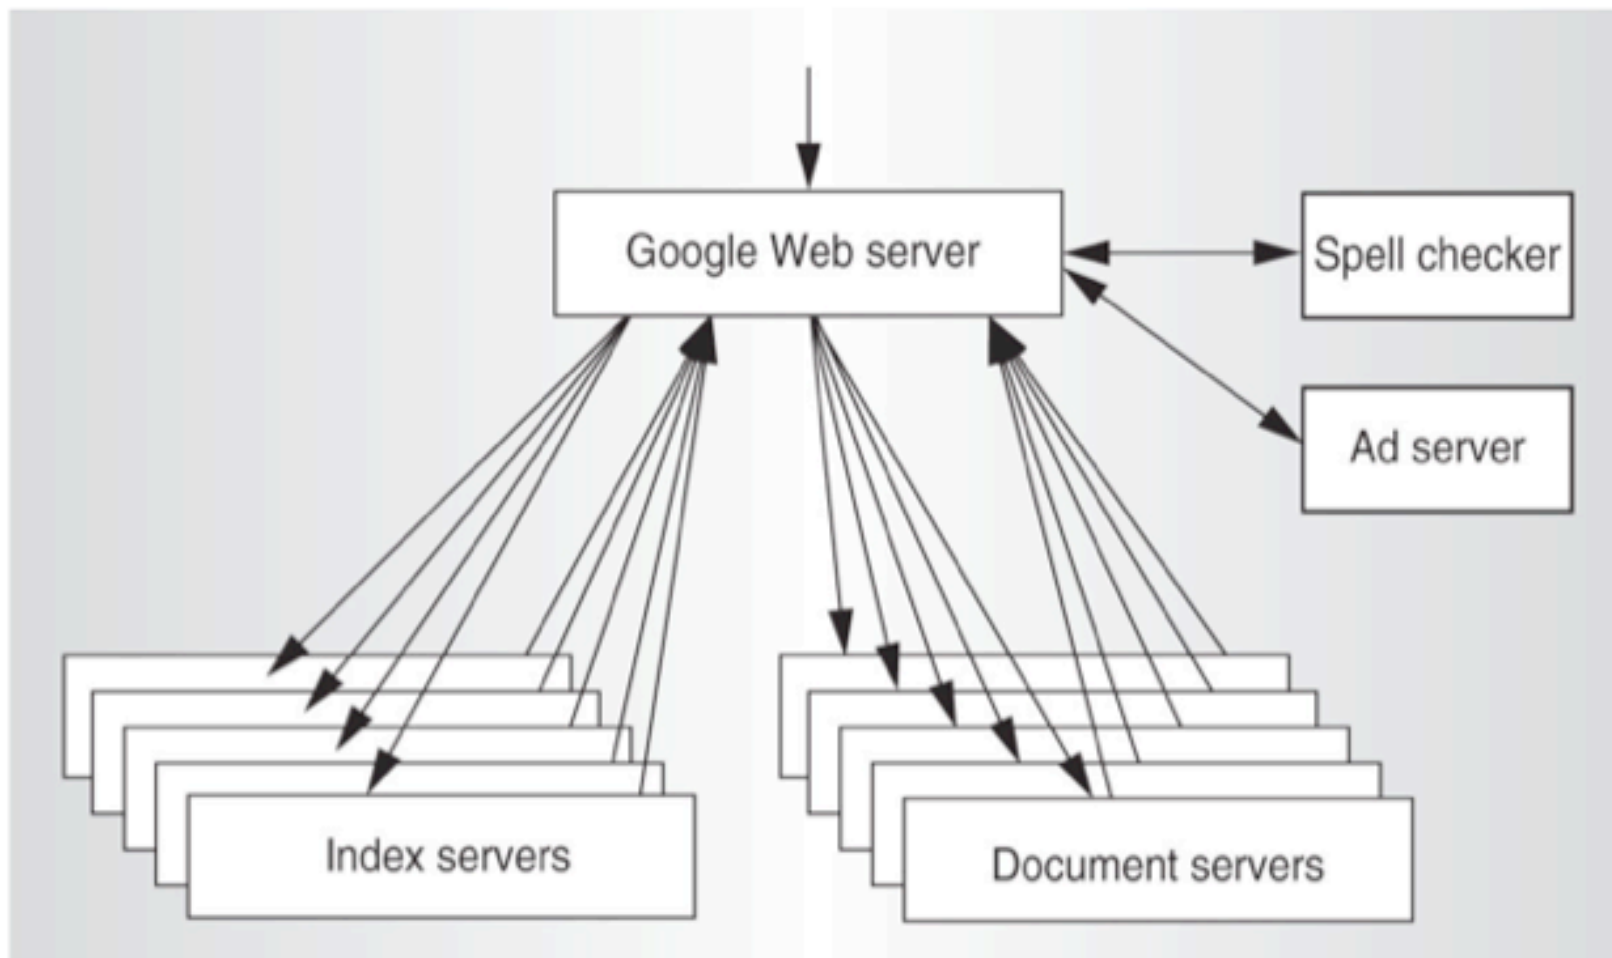 Google Web server
Spell checker
Ad server
Index servers
Document servers